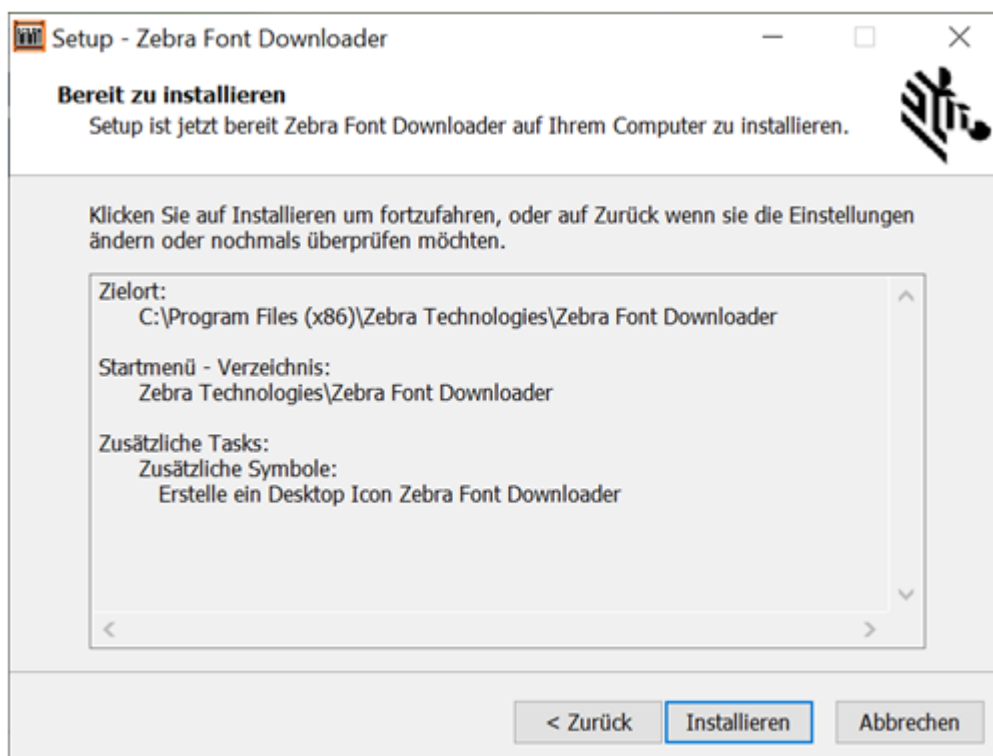 Setup - Zebra Font Downloader
Bereit zu installieren
Setup ist jetzt bereit Zebra Font Downloader auf Ihrem Computer zu installieren.
Klicken Sie auf Installieren um fortzufahren, oder auf Zurück wenn sie die Einstellungen
ändern oder nochmals überprüfen möchten.
Zielort:
C:\Program Files (x86)\Zebra Technologies\Zebra Font Downloader
Startmenü - Verzeichnis:
Zebra Technologies\Zebra Font Downloader
Zusätzliche Tasks:
Zusätzliche Symbole:
Erstelle ein Desktop Icon Zebra Font Downloader
< Zurück
Installieren
Abbrechen